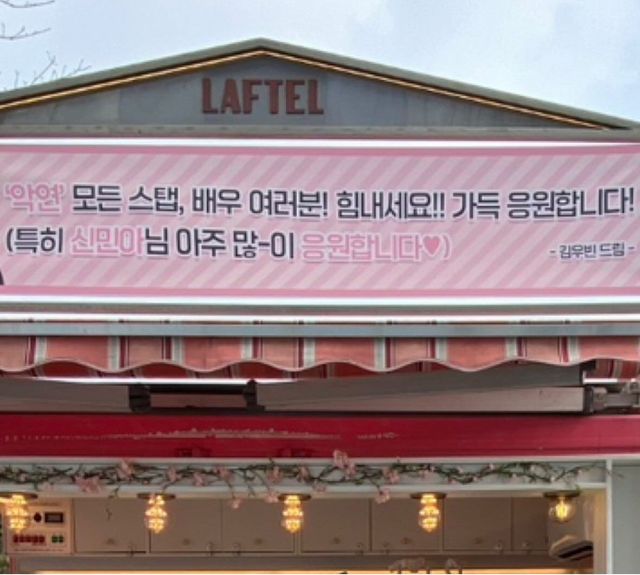 LAFTEL
'악연' 모든 스탭, 배우 여러분! 힘내세요!! 가득 응원합니다!
(특히 신민아님 아주 많-이 응원합니다♥)
- 김우빈 드림 -